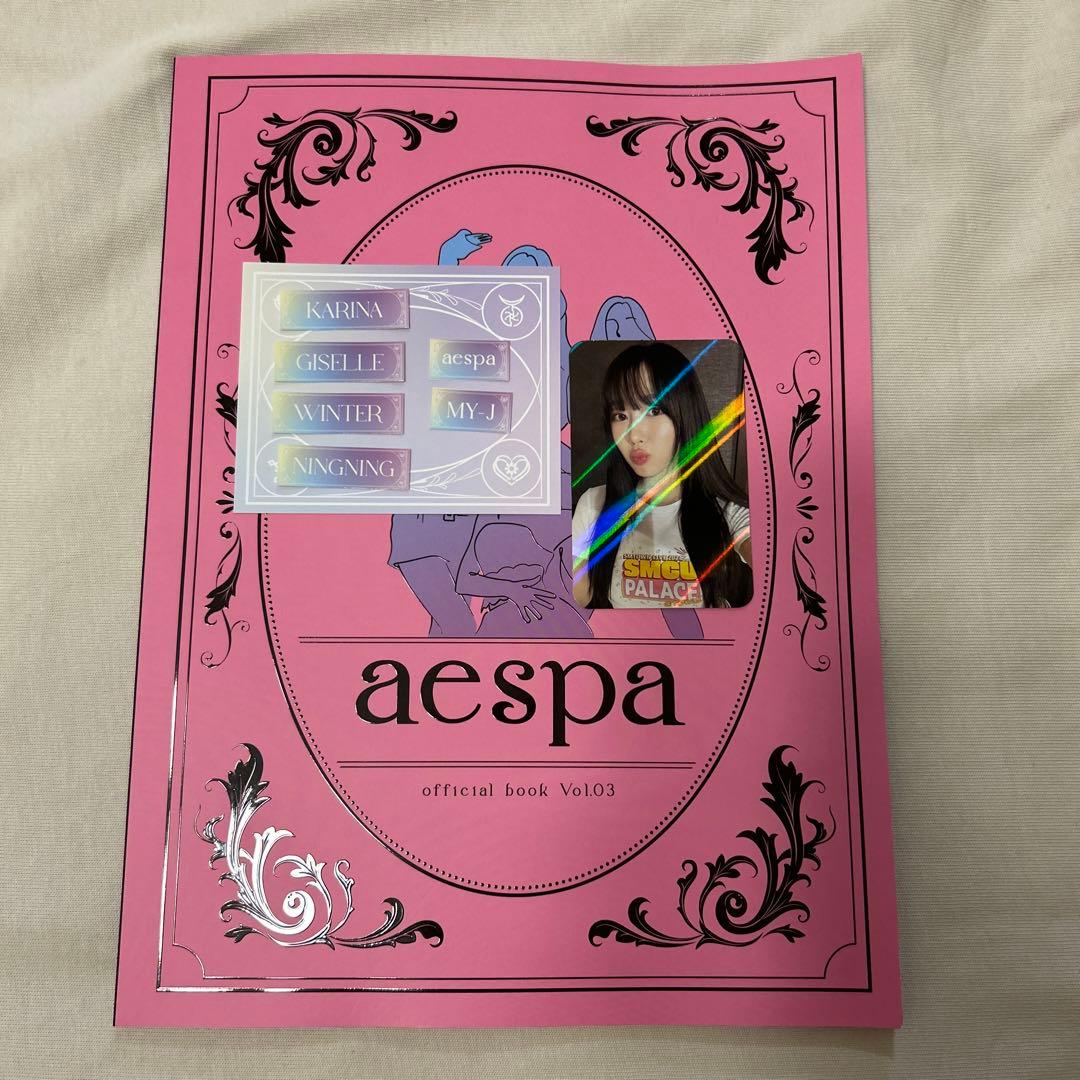 KARINA
GISELLE
WINTER
NINGNING
aespa
MY-J
SMCU
PALACE
aespa
official book Vol.03